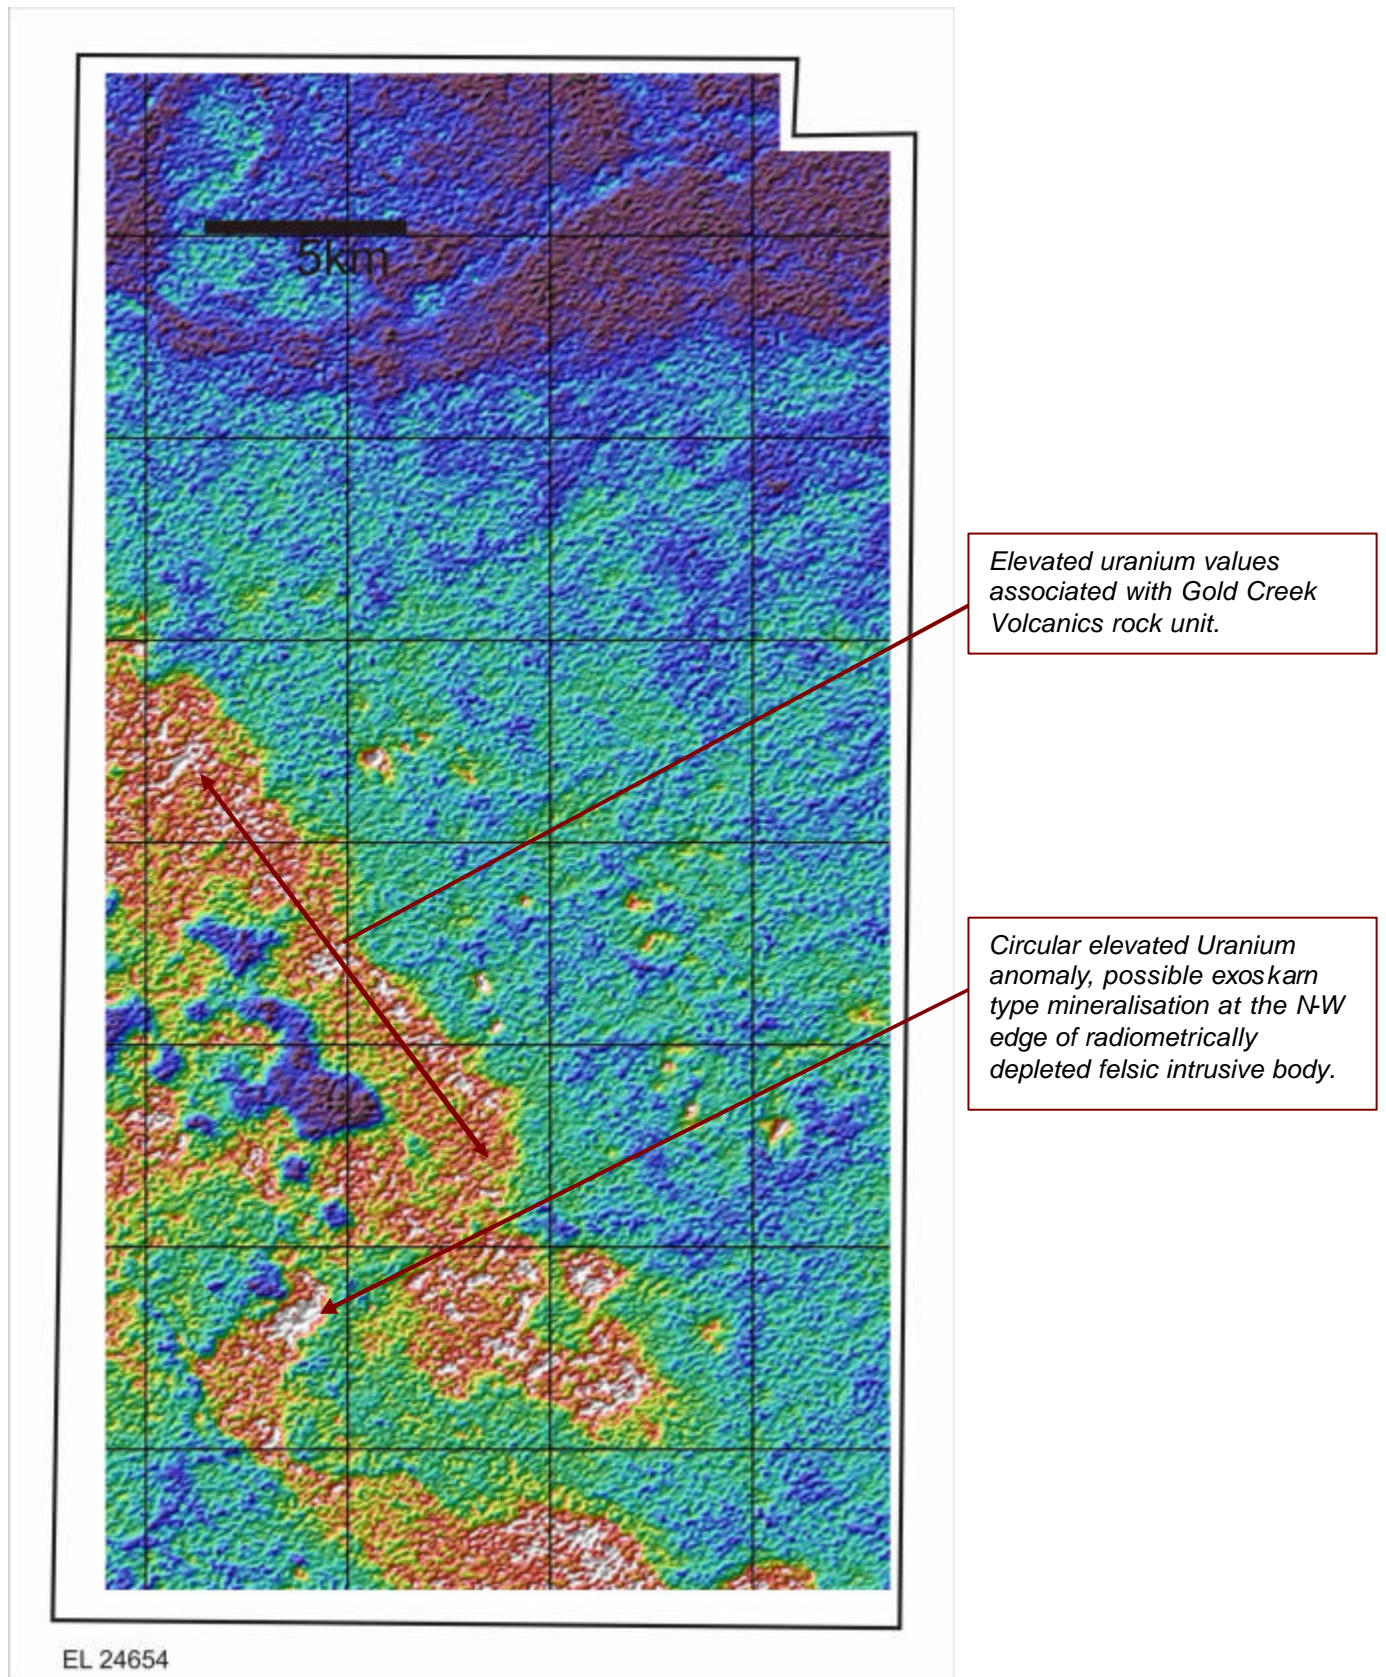 5km
Elevated uranium values
associated with Gold Creek
Volcanics rock unit.
Circular elevated Uranium
anomaly, possible exoskarn
type mineralisation at the N-W
edge of radiometrically
depleted felsic intrusive body.
EL 24654